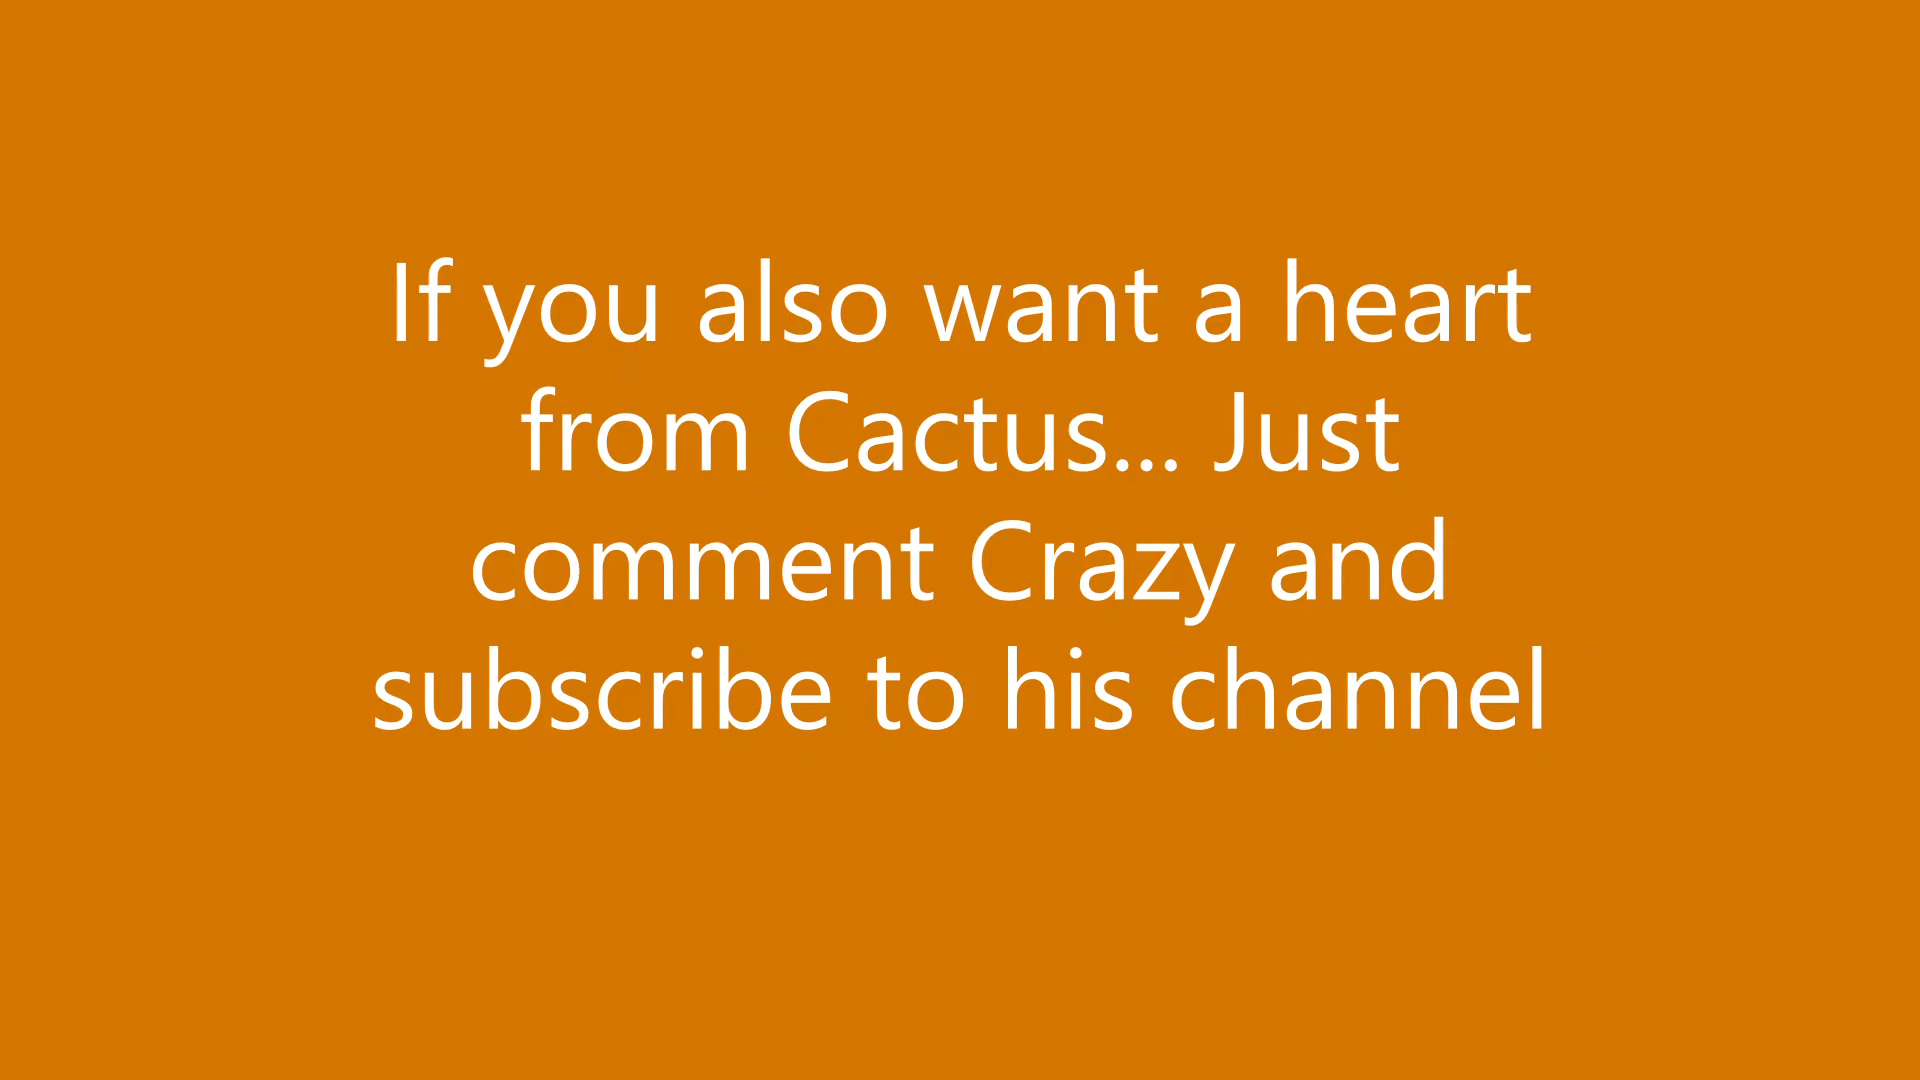 If you also want a heart
from Cactus... Just
comment Crazy and
subscribe to his channel